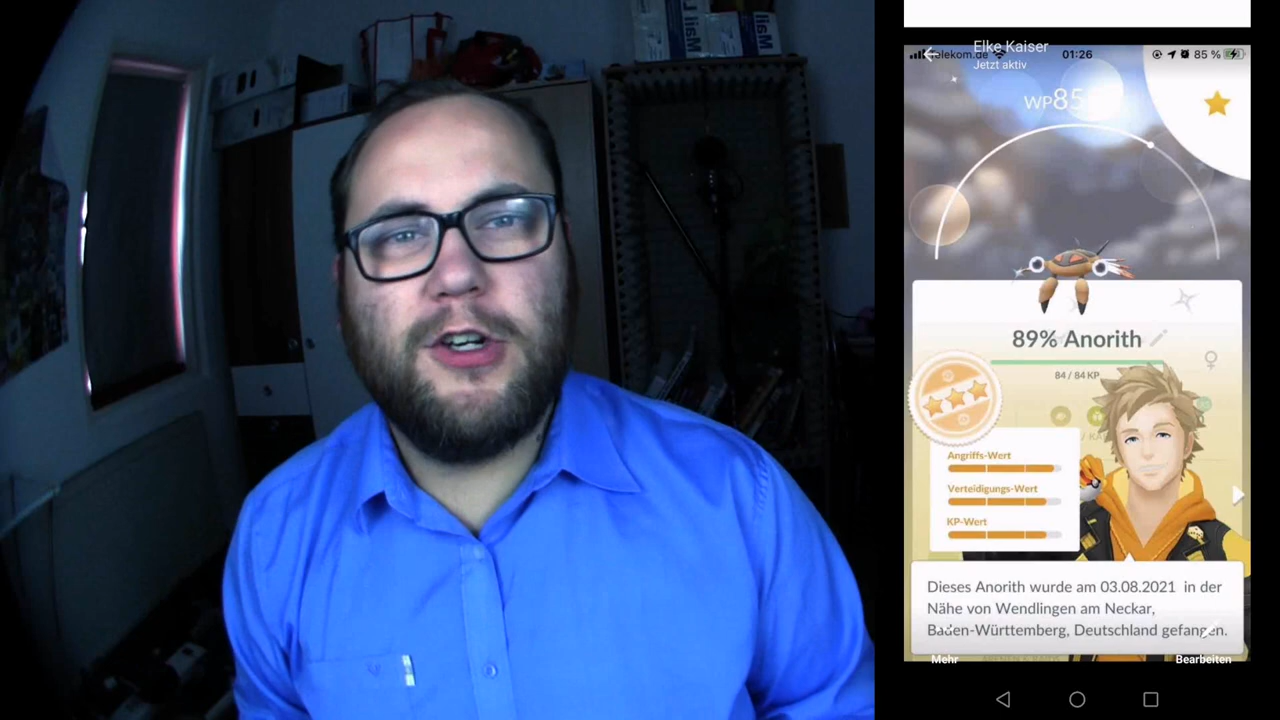 Elke Kaiser
Jetzt aktiv
elekom.de
01:26
85 %
WP85
89% Anorith
84 / 84 KP
Angriffs-Wert
Verteidigungs-Wert
KP-Wert
Dieses Anorith wurde am 03.08.2021 in der
Nähe von Wendlingen am Neckar,
Baden-Württemberg, Deutschland gefangen.
Mehr
Bearbeiten